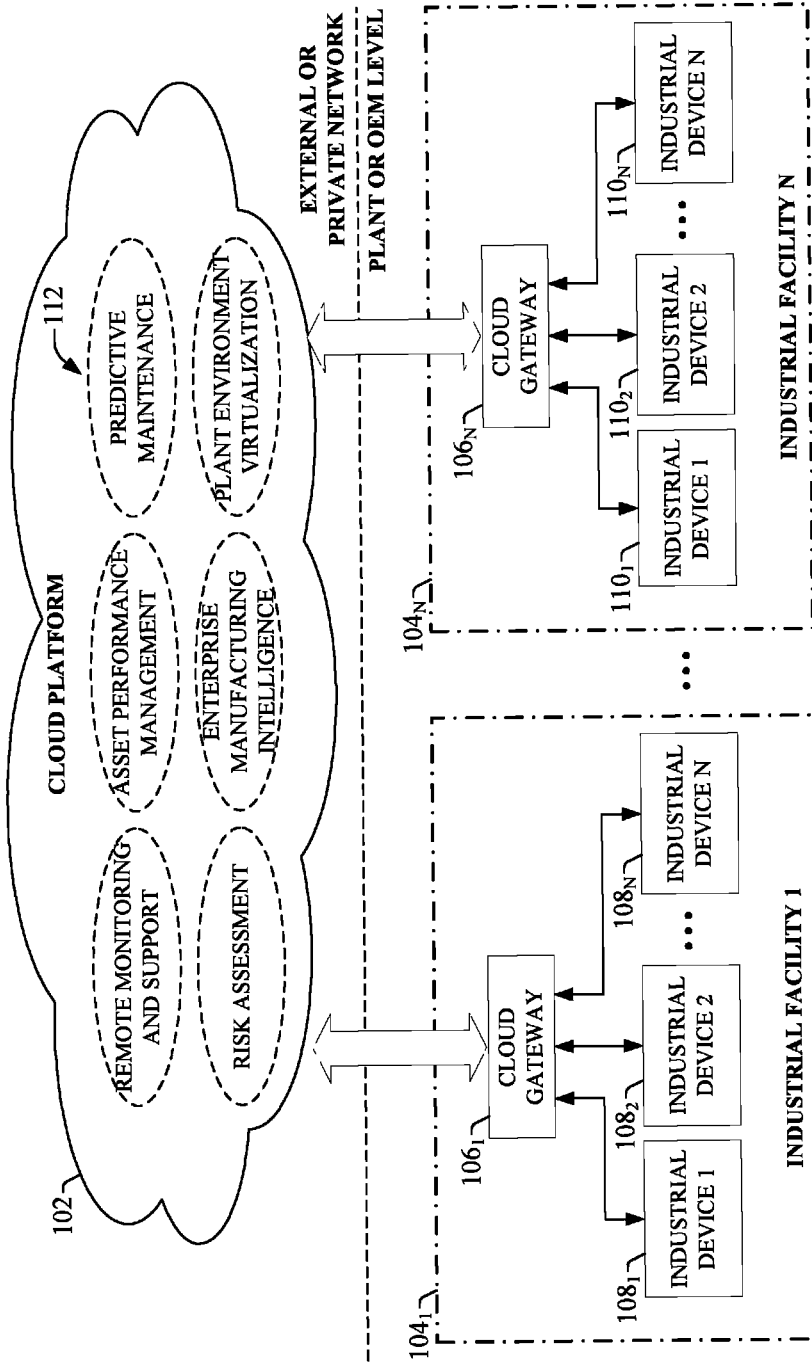 CLOUD PLATFORM
102
112
REMOTE MONITORING
AND SUPPORT
ASSET PERFORMANCE
MANAGEMENT
PREDICTIVE
MAINTENANCE
RISK ASSESSMENT
ENTERPRISE
MANUFACTURING
INTELLIGENCE
PLANT ENVIRONMENT
VIRTUALIZATION
EXTERNAL OR
PRIVATE NETWORK
PLANT OR OEM LEVEL
104₁
106₁
CLOUD
GATEWAY
108₁
INDUSTRIAL
DEVICE 1
108₂
INDUSTRIAL
DEVICE 2
•••
108N
INDUSTRIAL
DEVICE N
INDUSTRIAL FACILITY 1
•••
104N
106N
CLOUD
GATEWAY
110₁
INDUSTRIAL
DEVICE 1
110₂
INDUSTRIAL
DEVICE 2
•••
110N
INDUSTRIAL
DEVICE N
INDUSTRIAL FACILITY N